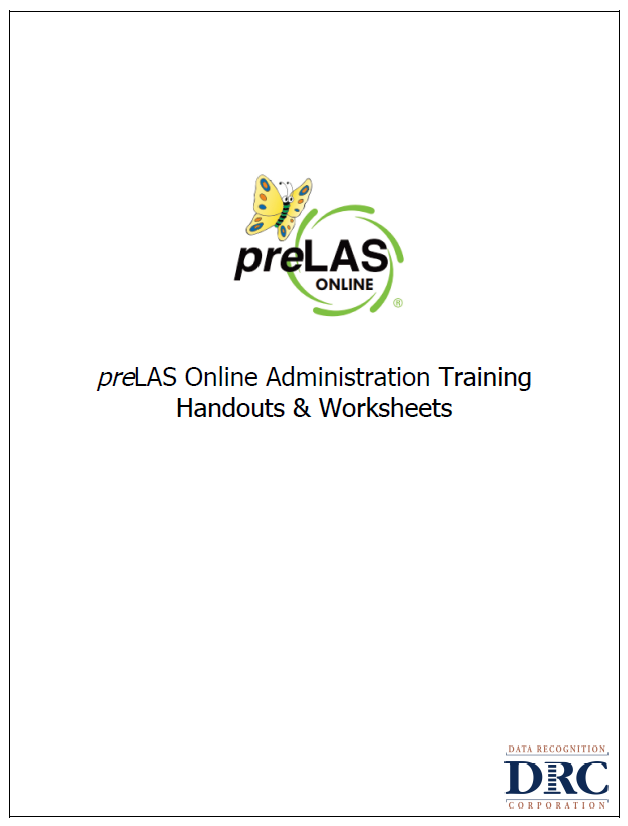 preLAS
ONLINE
®
preLAS Online Administration Training
Handouts & Worksheets
DATA RECOGNITION
DRC
CORPORATION